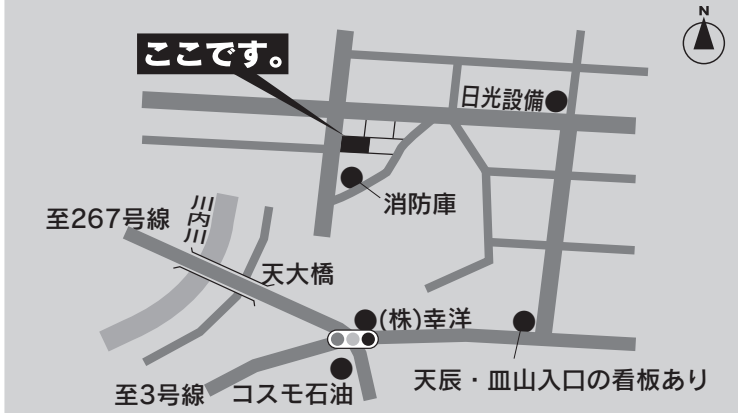 N
ここです。
日光設備
消防庫
至267号線
川内川
天大橋
(株)幸洋
天辰・皿山入口の看板あり
至3号線
コスモ石油